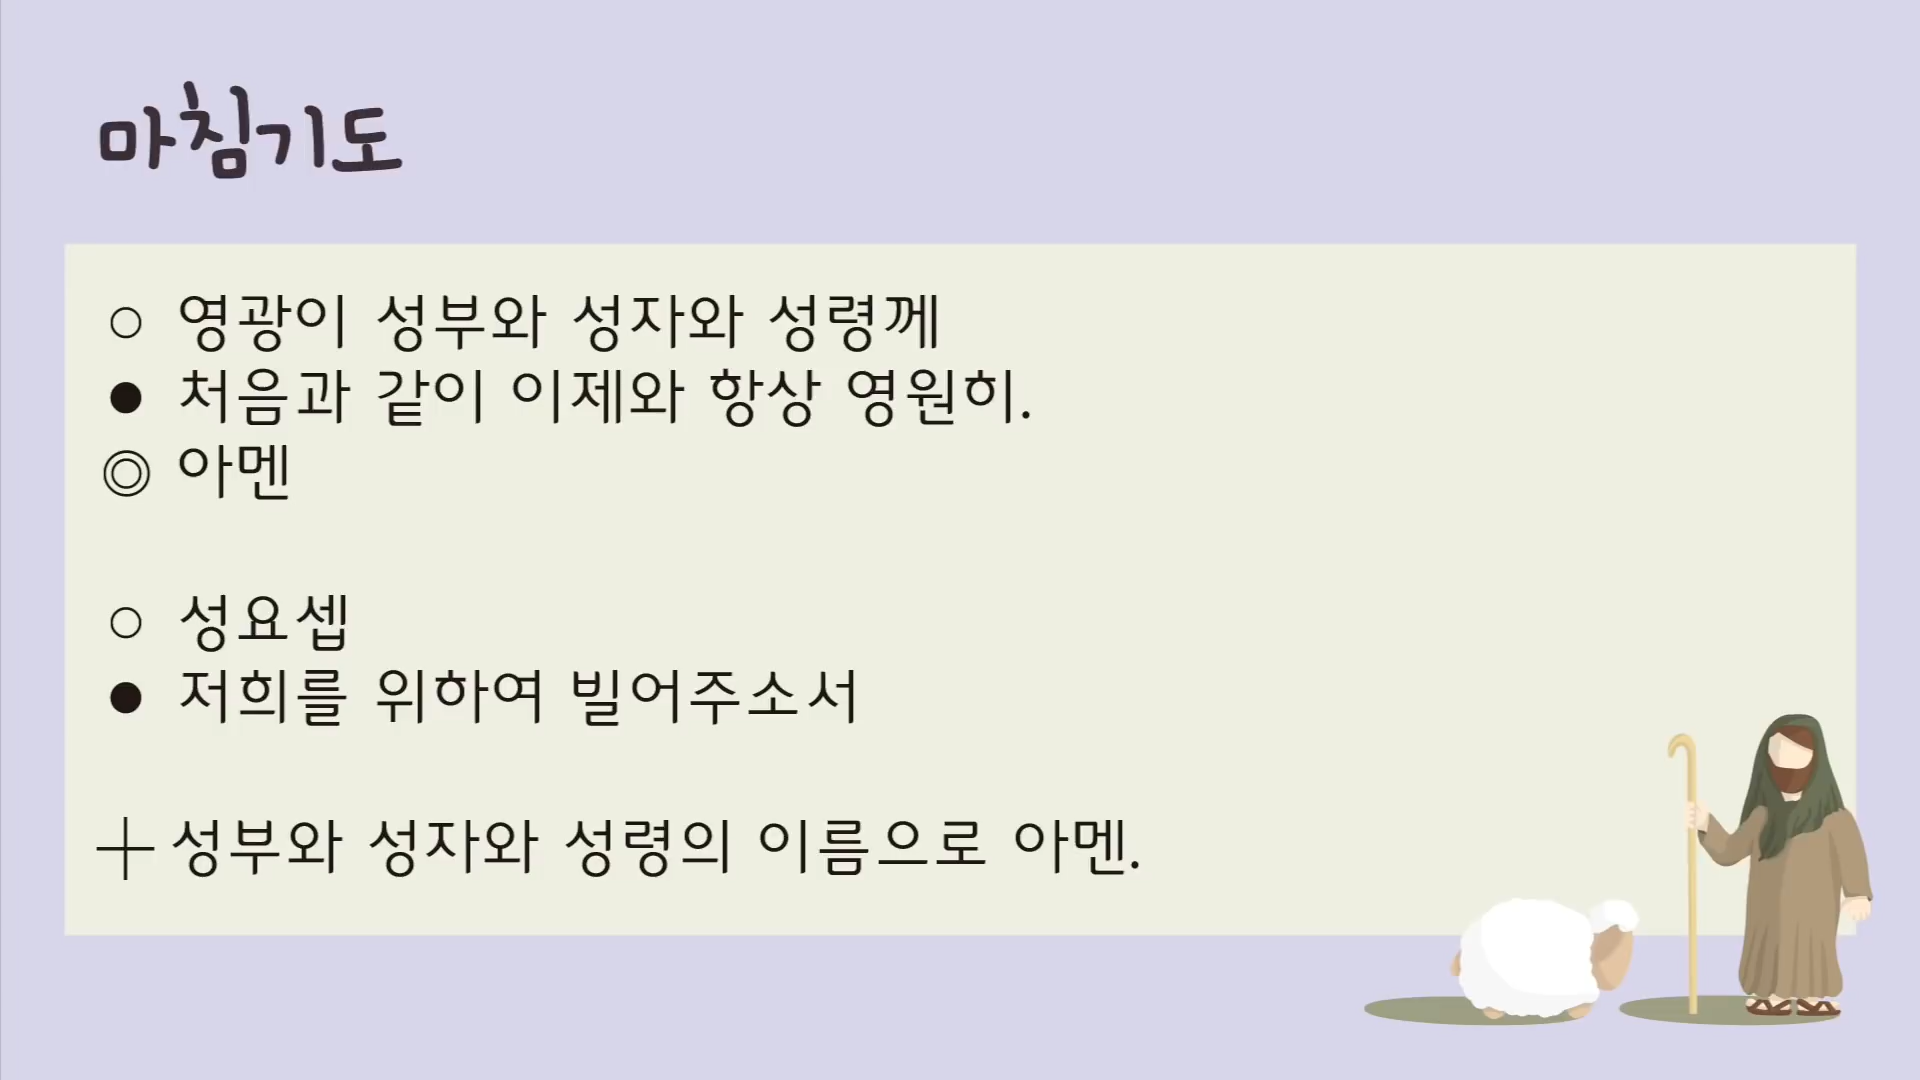 마침기도
○ 영광이 성부와 성자와 성령께
● 처음과 같이 이제와 항상 영원히.
◎ 아멘
○ 성요셉
● 저희를 위하여 빌어주소서
┼ 성부와 성자와 성령의 이름으로 아멘.